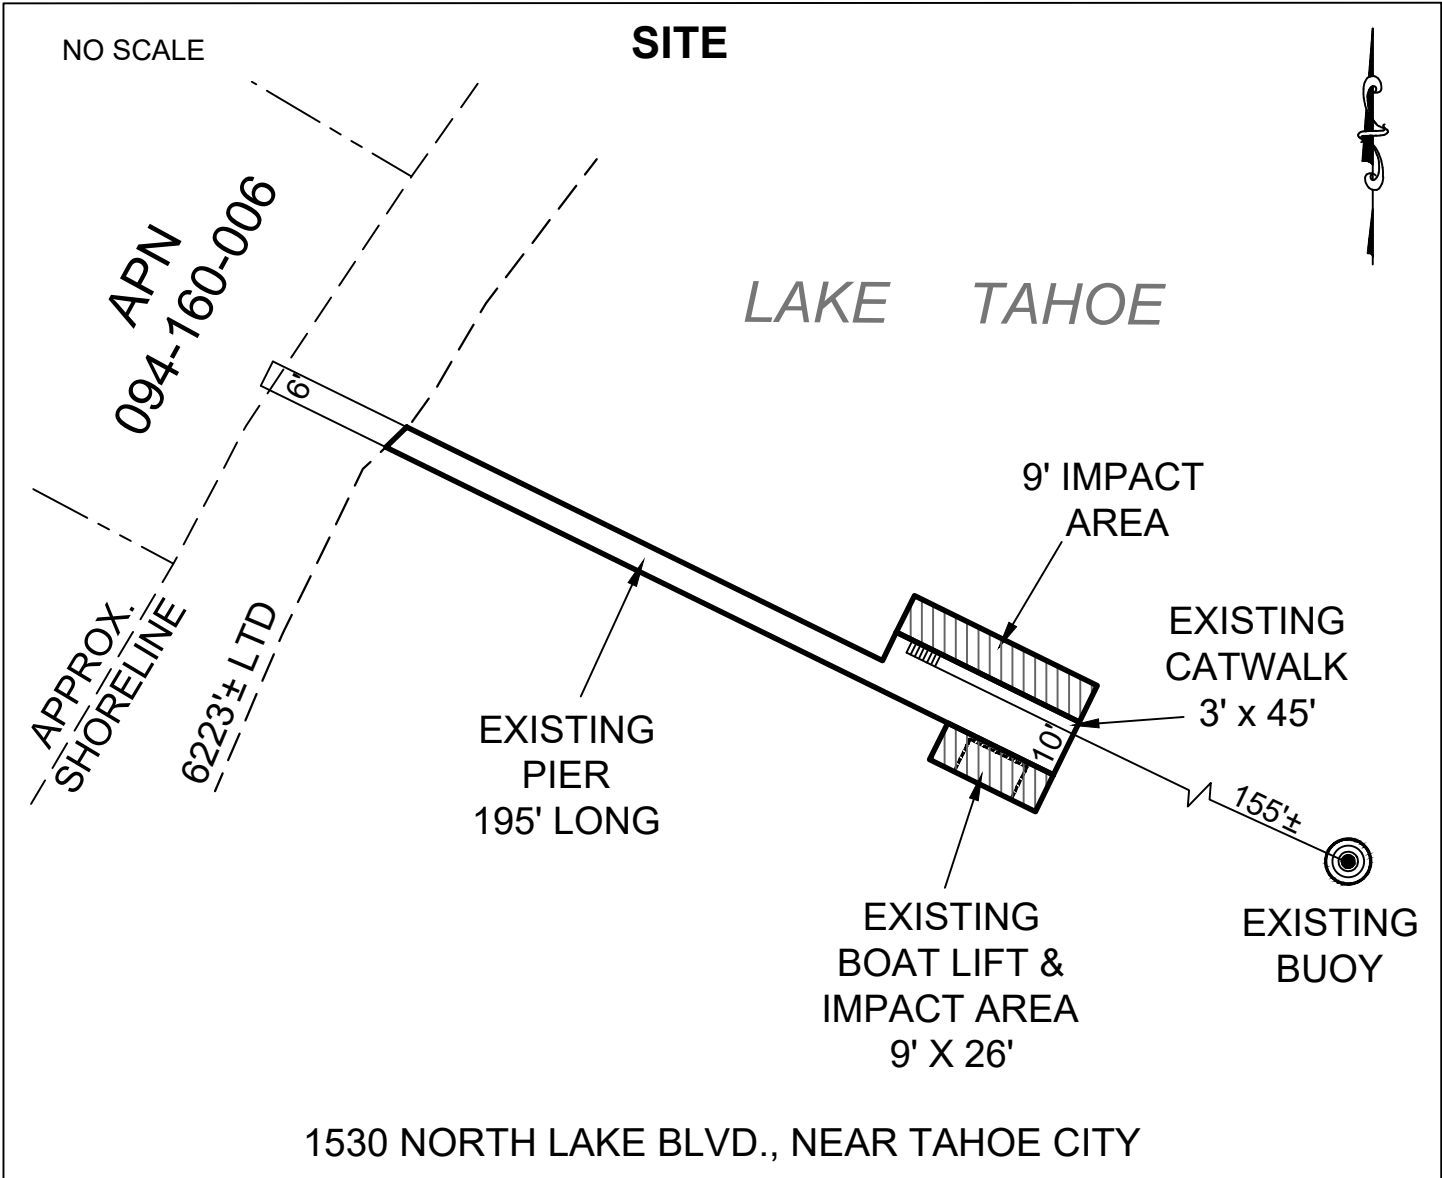 NO SCALE
SITE
APN
094-160-006
LAKE TAHOE
6'
9' IMPACT
AREA
EXISTING
CATWALK
3' x 45'
APPROX.
SHORELINE
6223'± LTD
EXISTING
PIER
195' LONG
10'
155'±
EXISTING
BOAT LIFT &
IMPACT AREA
9' X 26'
EXISTING
BUOY
1530 NORTH LAKE BLVD., NEAR TAHOE CITY